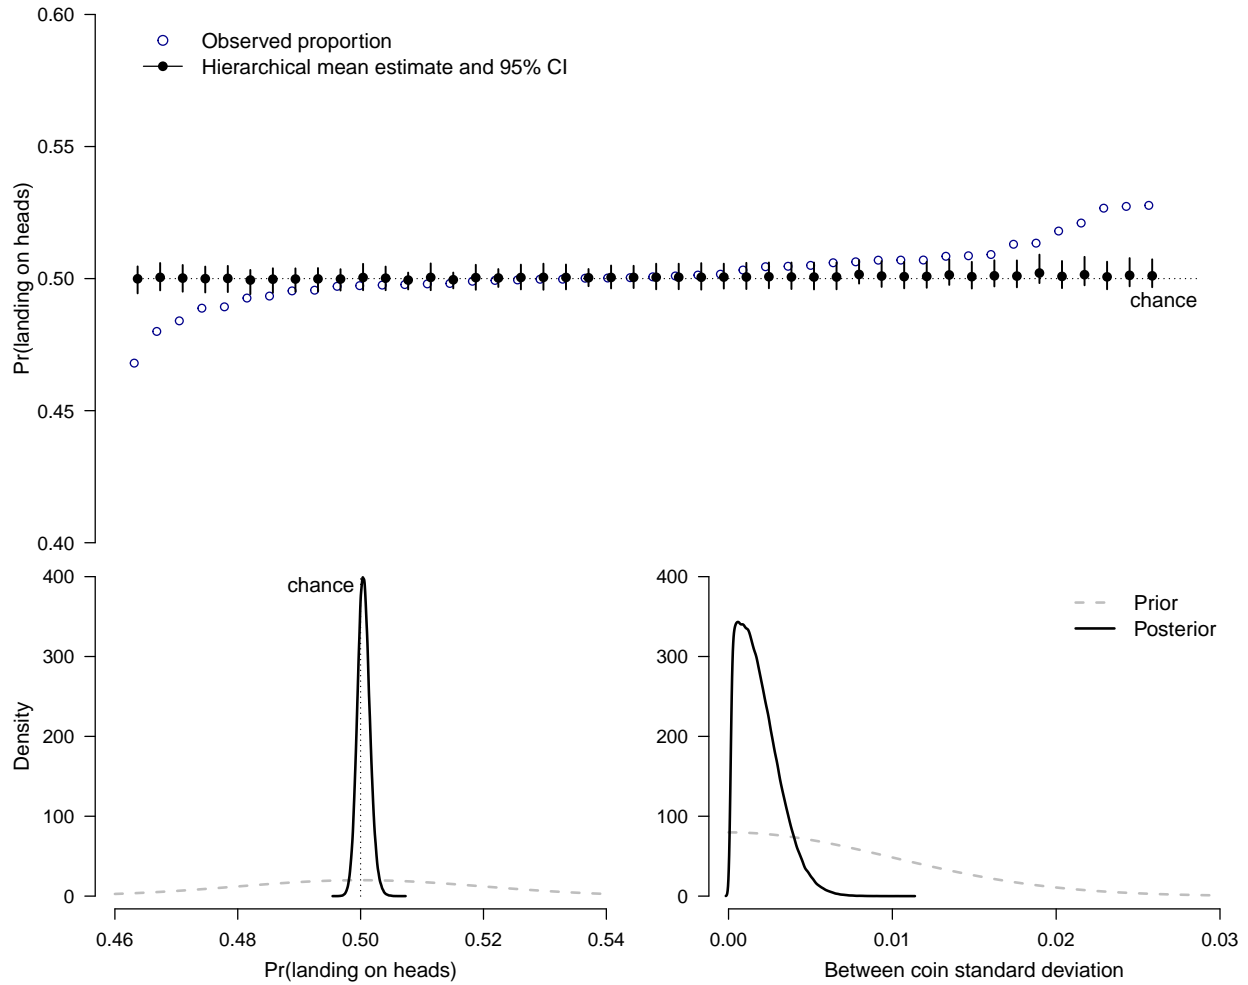 0.60
Observed proportion
Hierarchical mean estimate and 95% CI
0.55
Pr(landing on heads)
0.50
chance
0.45
0.40
400
chance
300
200
Density
100
0
0.46 0.48 0.50 0.52 0.54
Pr(landing on heads)
400
Prior
Posterior
300
200
100
0
0.00 0.01 0.02 0.03
Between coin standard deviation